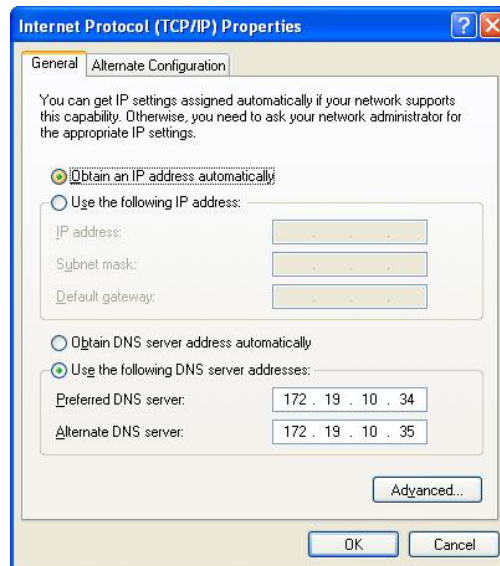 Internet Protocol (TCP/IP) Properties
General Alternate Configuration
You can get IP settings assigned automatically if your network supports
this capability. Otherwise, you need to ask your network administrator for
the appropriate IP settings.
Obtain an IP address automatically
Use the following IP address:
IP address:
Subnet mask:
Default gateway:
Obtain DNS server address automatically
Use the following DNS server addresses:
Preferred DNS server: 172 . 19 . 10 . 34
Alternate DNS server: 172 . 19 . 10 . 35
Advanced...
OK Cancel